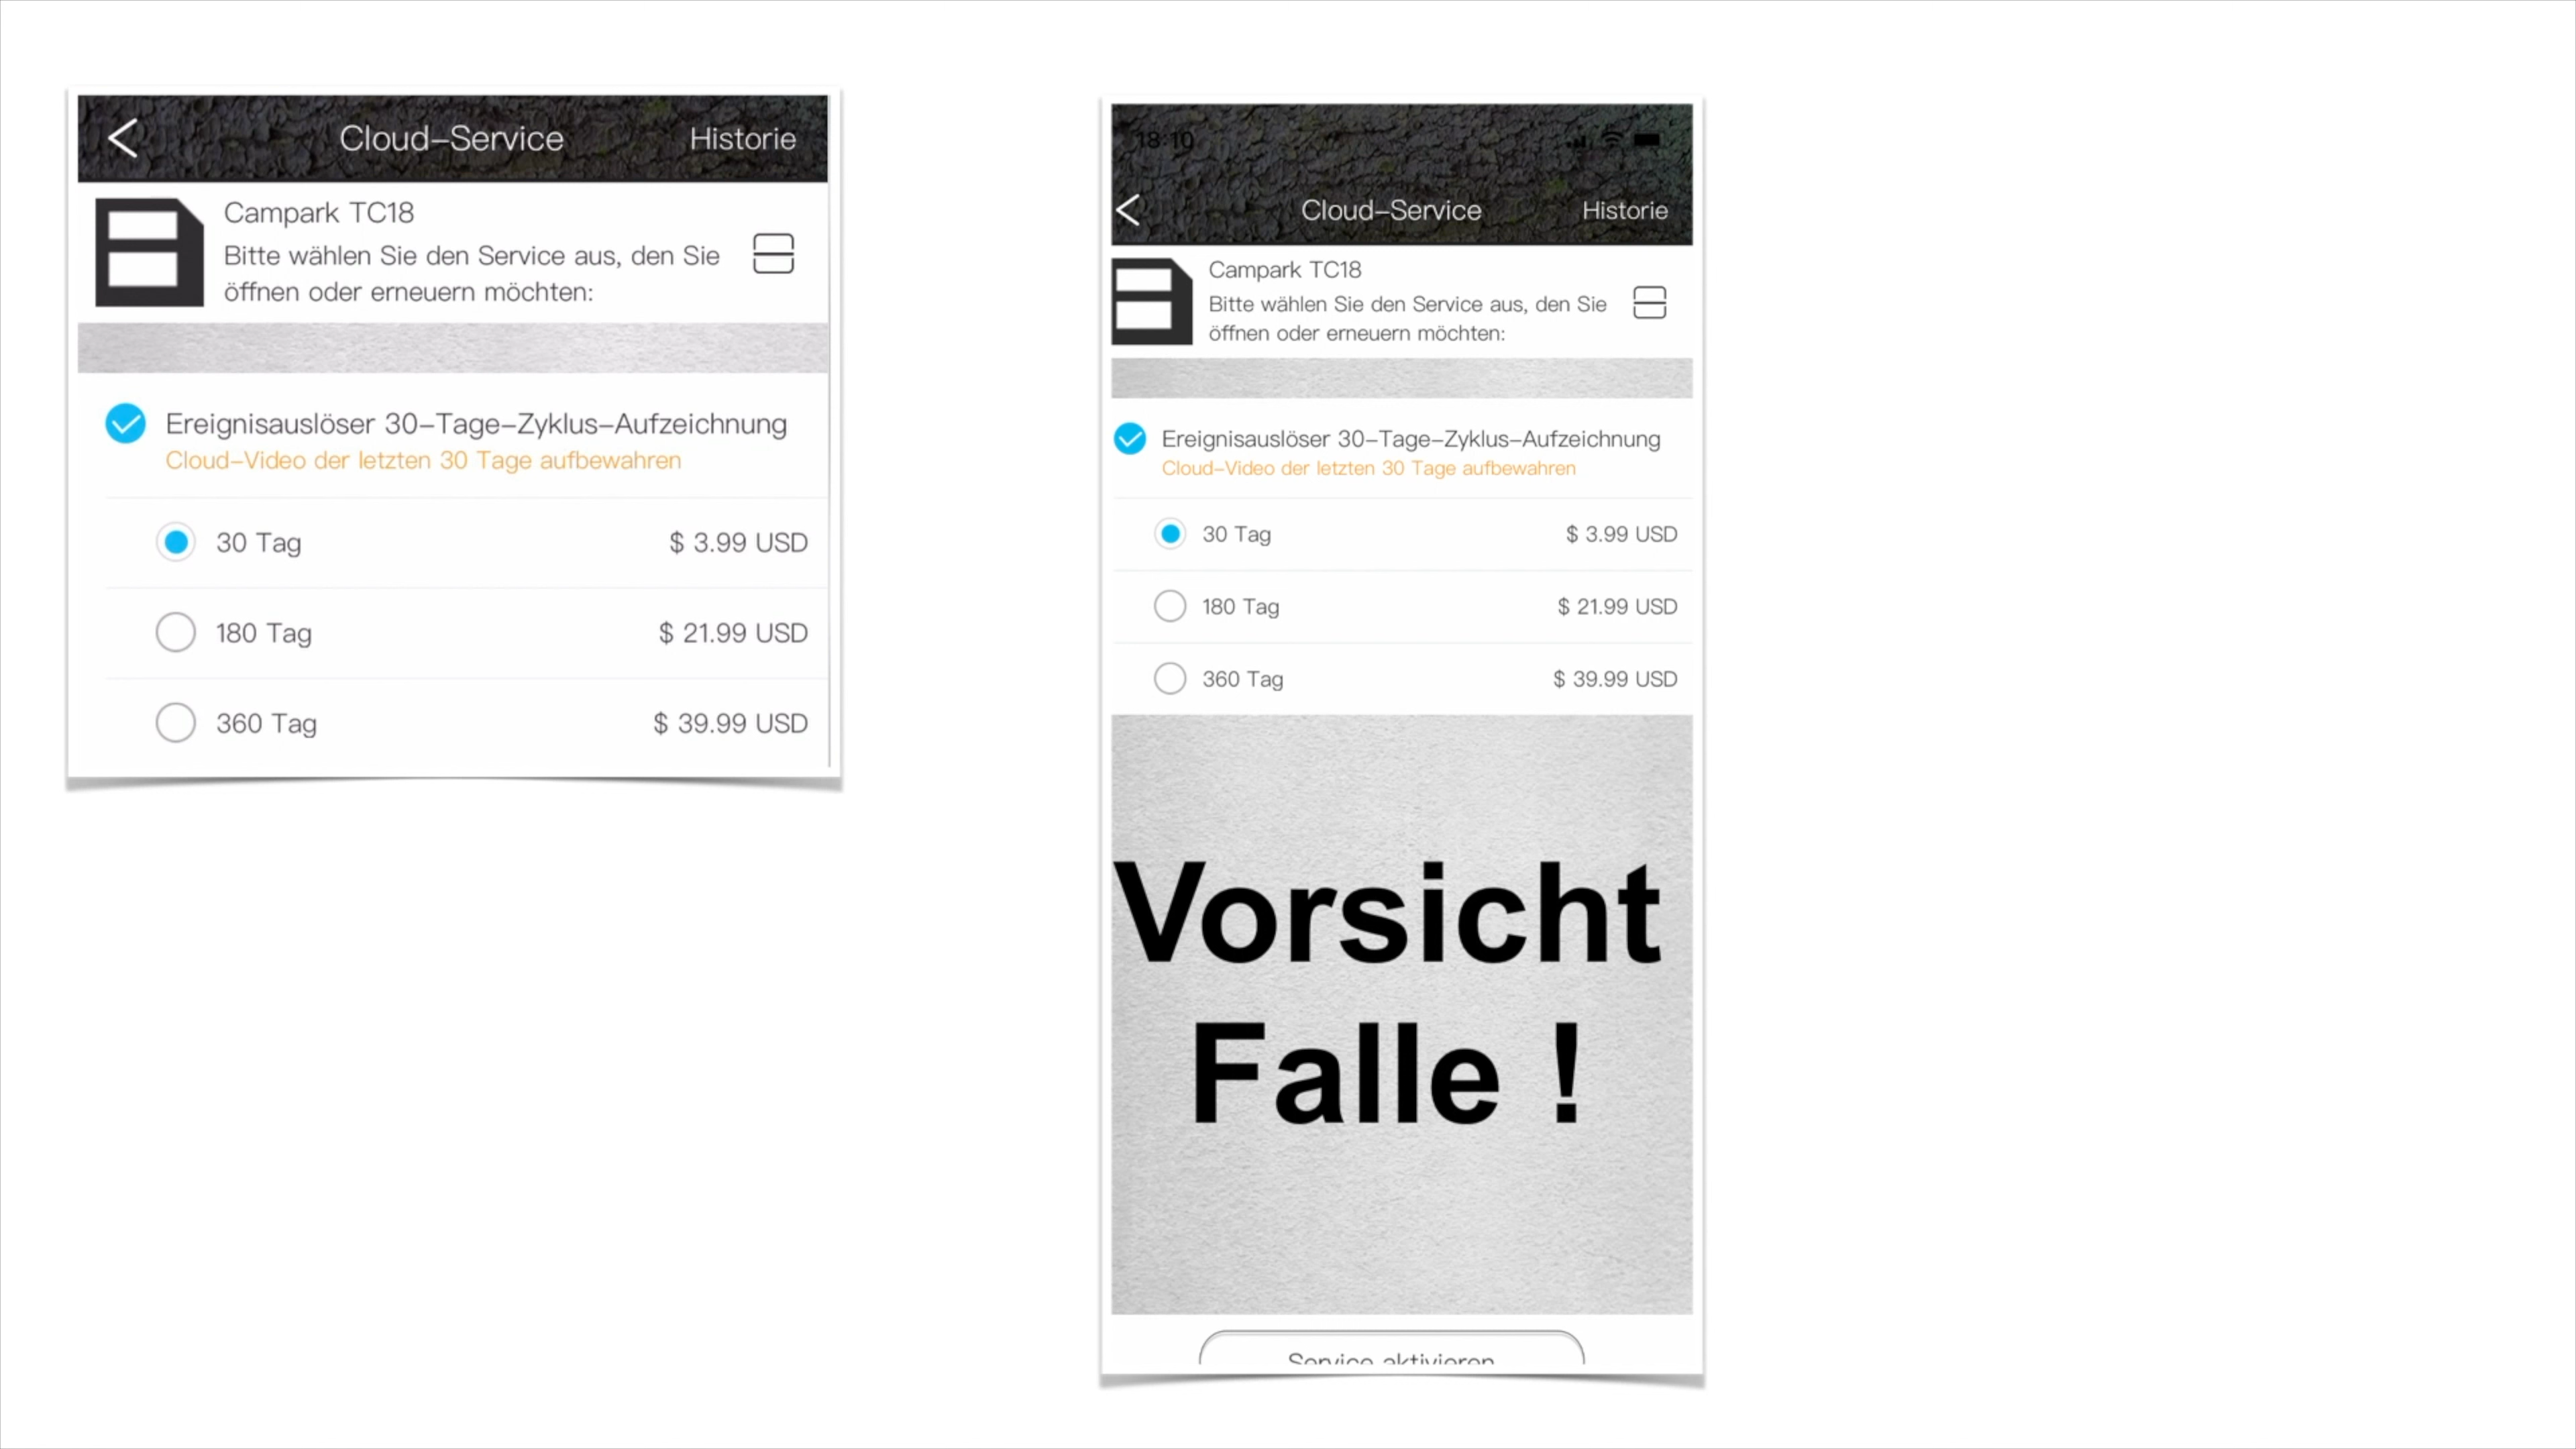 Cloud-Service Historie
Campark TC18
Bitte wählen Sie den Service aus, den Sie
öffnen oder erneuern möchten:
Ereignisauslöser 30-Tage-Zyklus-Aufzeichnung
Cloud-Video der letzten 30 Tage aufbewahren
30 Tag $ 3.99 USD
180 Tag $ 21.99 USD
360 Tag $ 39.99 USD
18:10
Cloud-Service Historie
Campark TC18
Bitte wählen Sie den Service aus, den Sie
öffnen oder erneuern möchten:
Ereignisauslöser 30-Tage-Zyklus-Aufzeichnung
Cloud-Video der letzten 30 Tage aufbewahren
30 Tag $ 3.99 USD
180 Tag $ 21.99 USD
360 Tag $ 39.99 USD
Vorsicht
Falle !
Service aktivieren